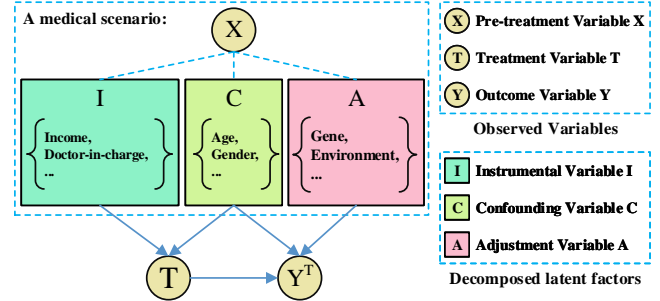 A medical scenario:
X
I
C
A
Income,
Doctor-in-charge,
...
Age,
Gender,
...
Gene,
Environment,
...
T
Y^T
X Pre-treatment Variable X
T Treatment Variable T
Y Outcome Variable Y
Observed Variables
I Instrumental Variable I
C Confounding Variable C
A Adjustment Variable A
Decomposed latent factors